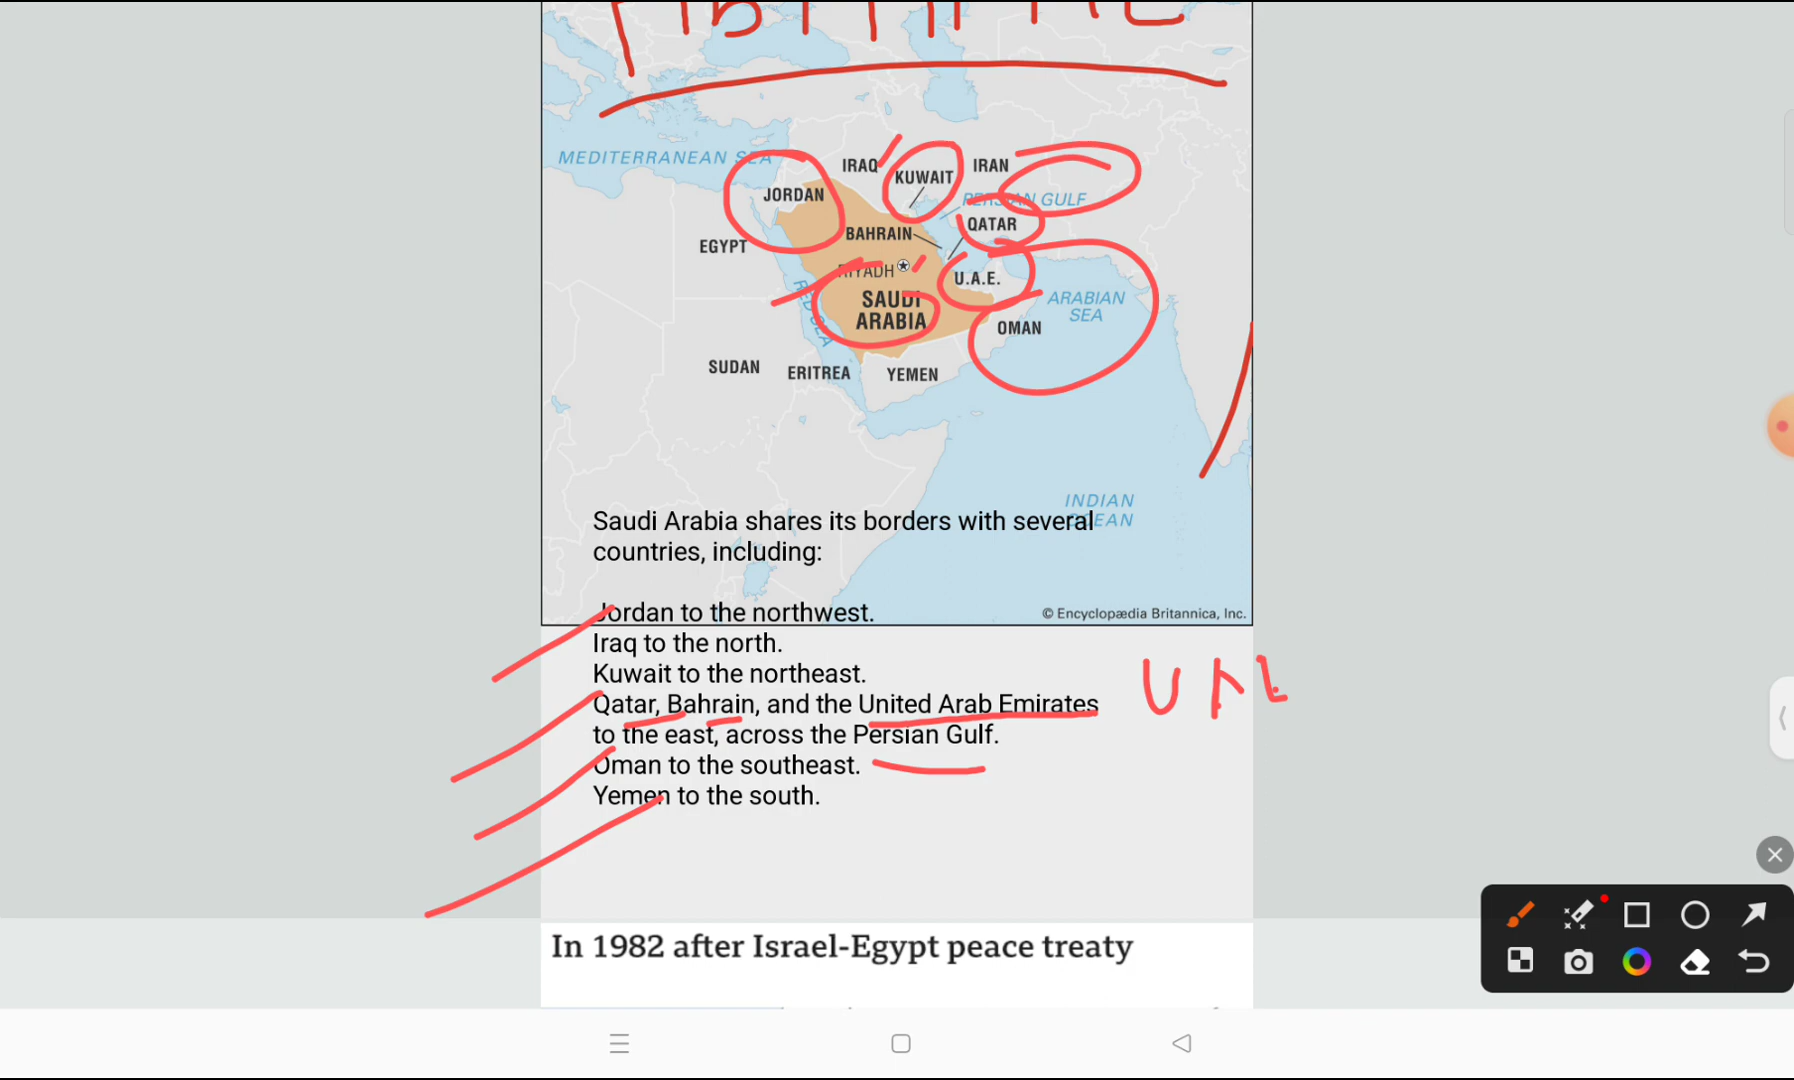 MEDITERRANEAN SEA
IRAQ
KUWAIT
IRAN
JORDAN
PERSIAN GULF
QATAR
BAHRAIN
EGYPT
RIYADH
U.A.E.
SAUDI
ARABIA
RED SEA
ARABIAN
SEA
OMAN
SUDAN
ERITREA
YEMEN
INDIAN
OCEAN
Saudi Arabia shares its borders with several
countries, including:
© Encyclopædia Britannica, Inc.
Jordan to the northwest.
Iraq to the north.
Kuwait to the northeast.
Qatar, Bahrain, and the United Arab Emirates
UAE
to the east, across the Persian Gulf.
Oman to the southeast.
Yemen to the south.
In 1982 after Israel-Egypt peace treaty